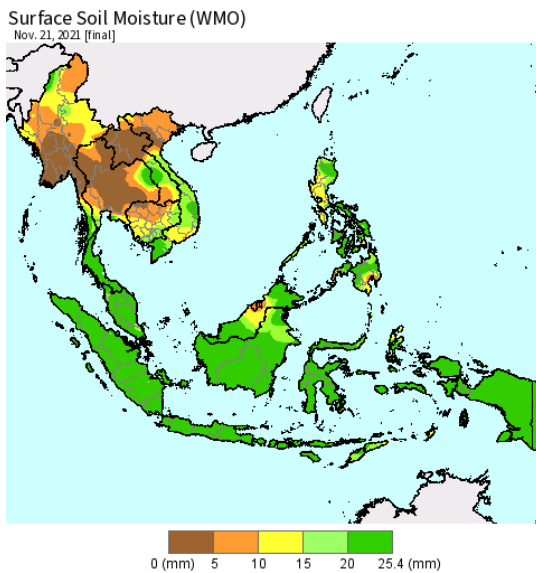 Surface Soil Moisture (WMO)
Nov. 21, 2021 [final]
0 (mm) 5 10 15 20 25.4 (mm)